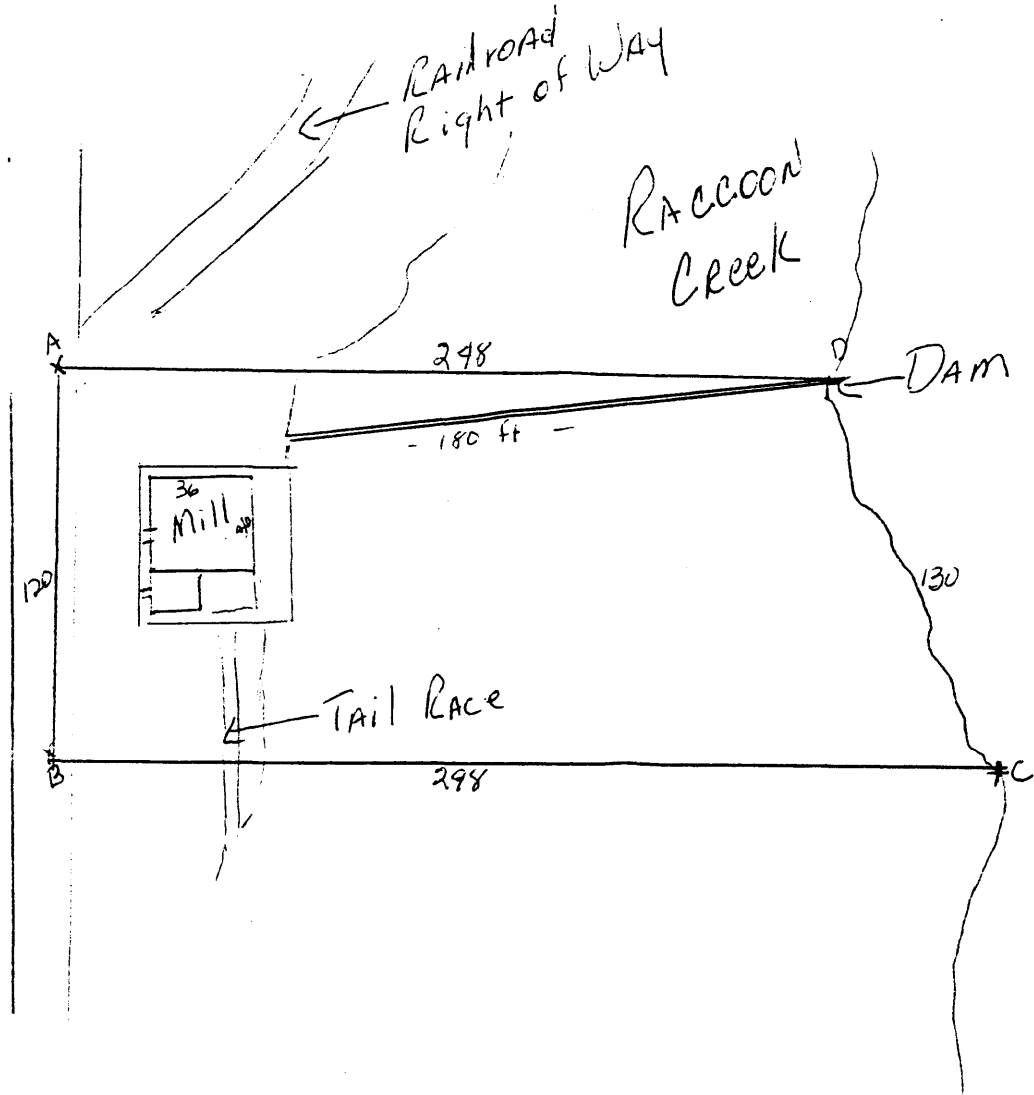 RAilroAd
Right of WAY
RACCOON
CReek
A
248
D
DAM
- 180 ft -
36
Mill
120
130
TAil RAce
B
298
C